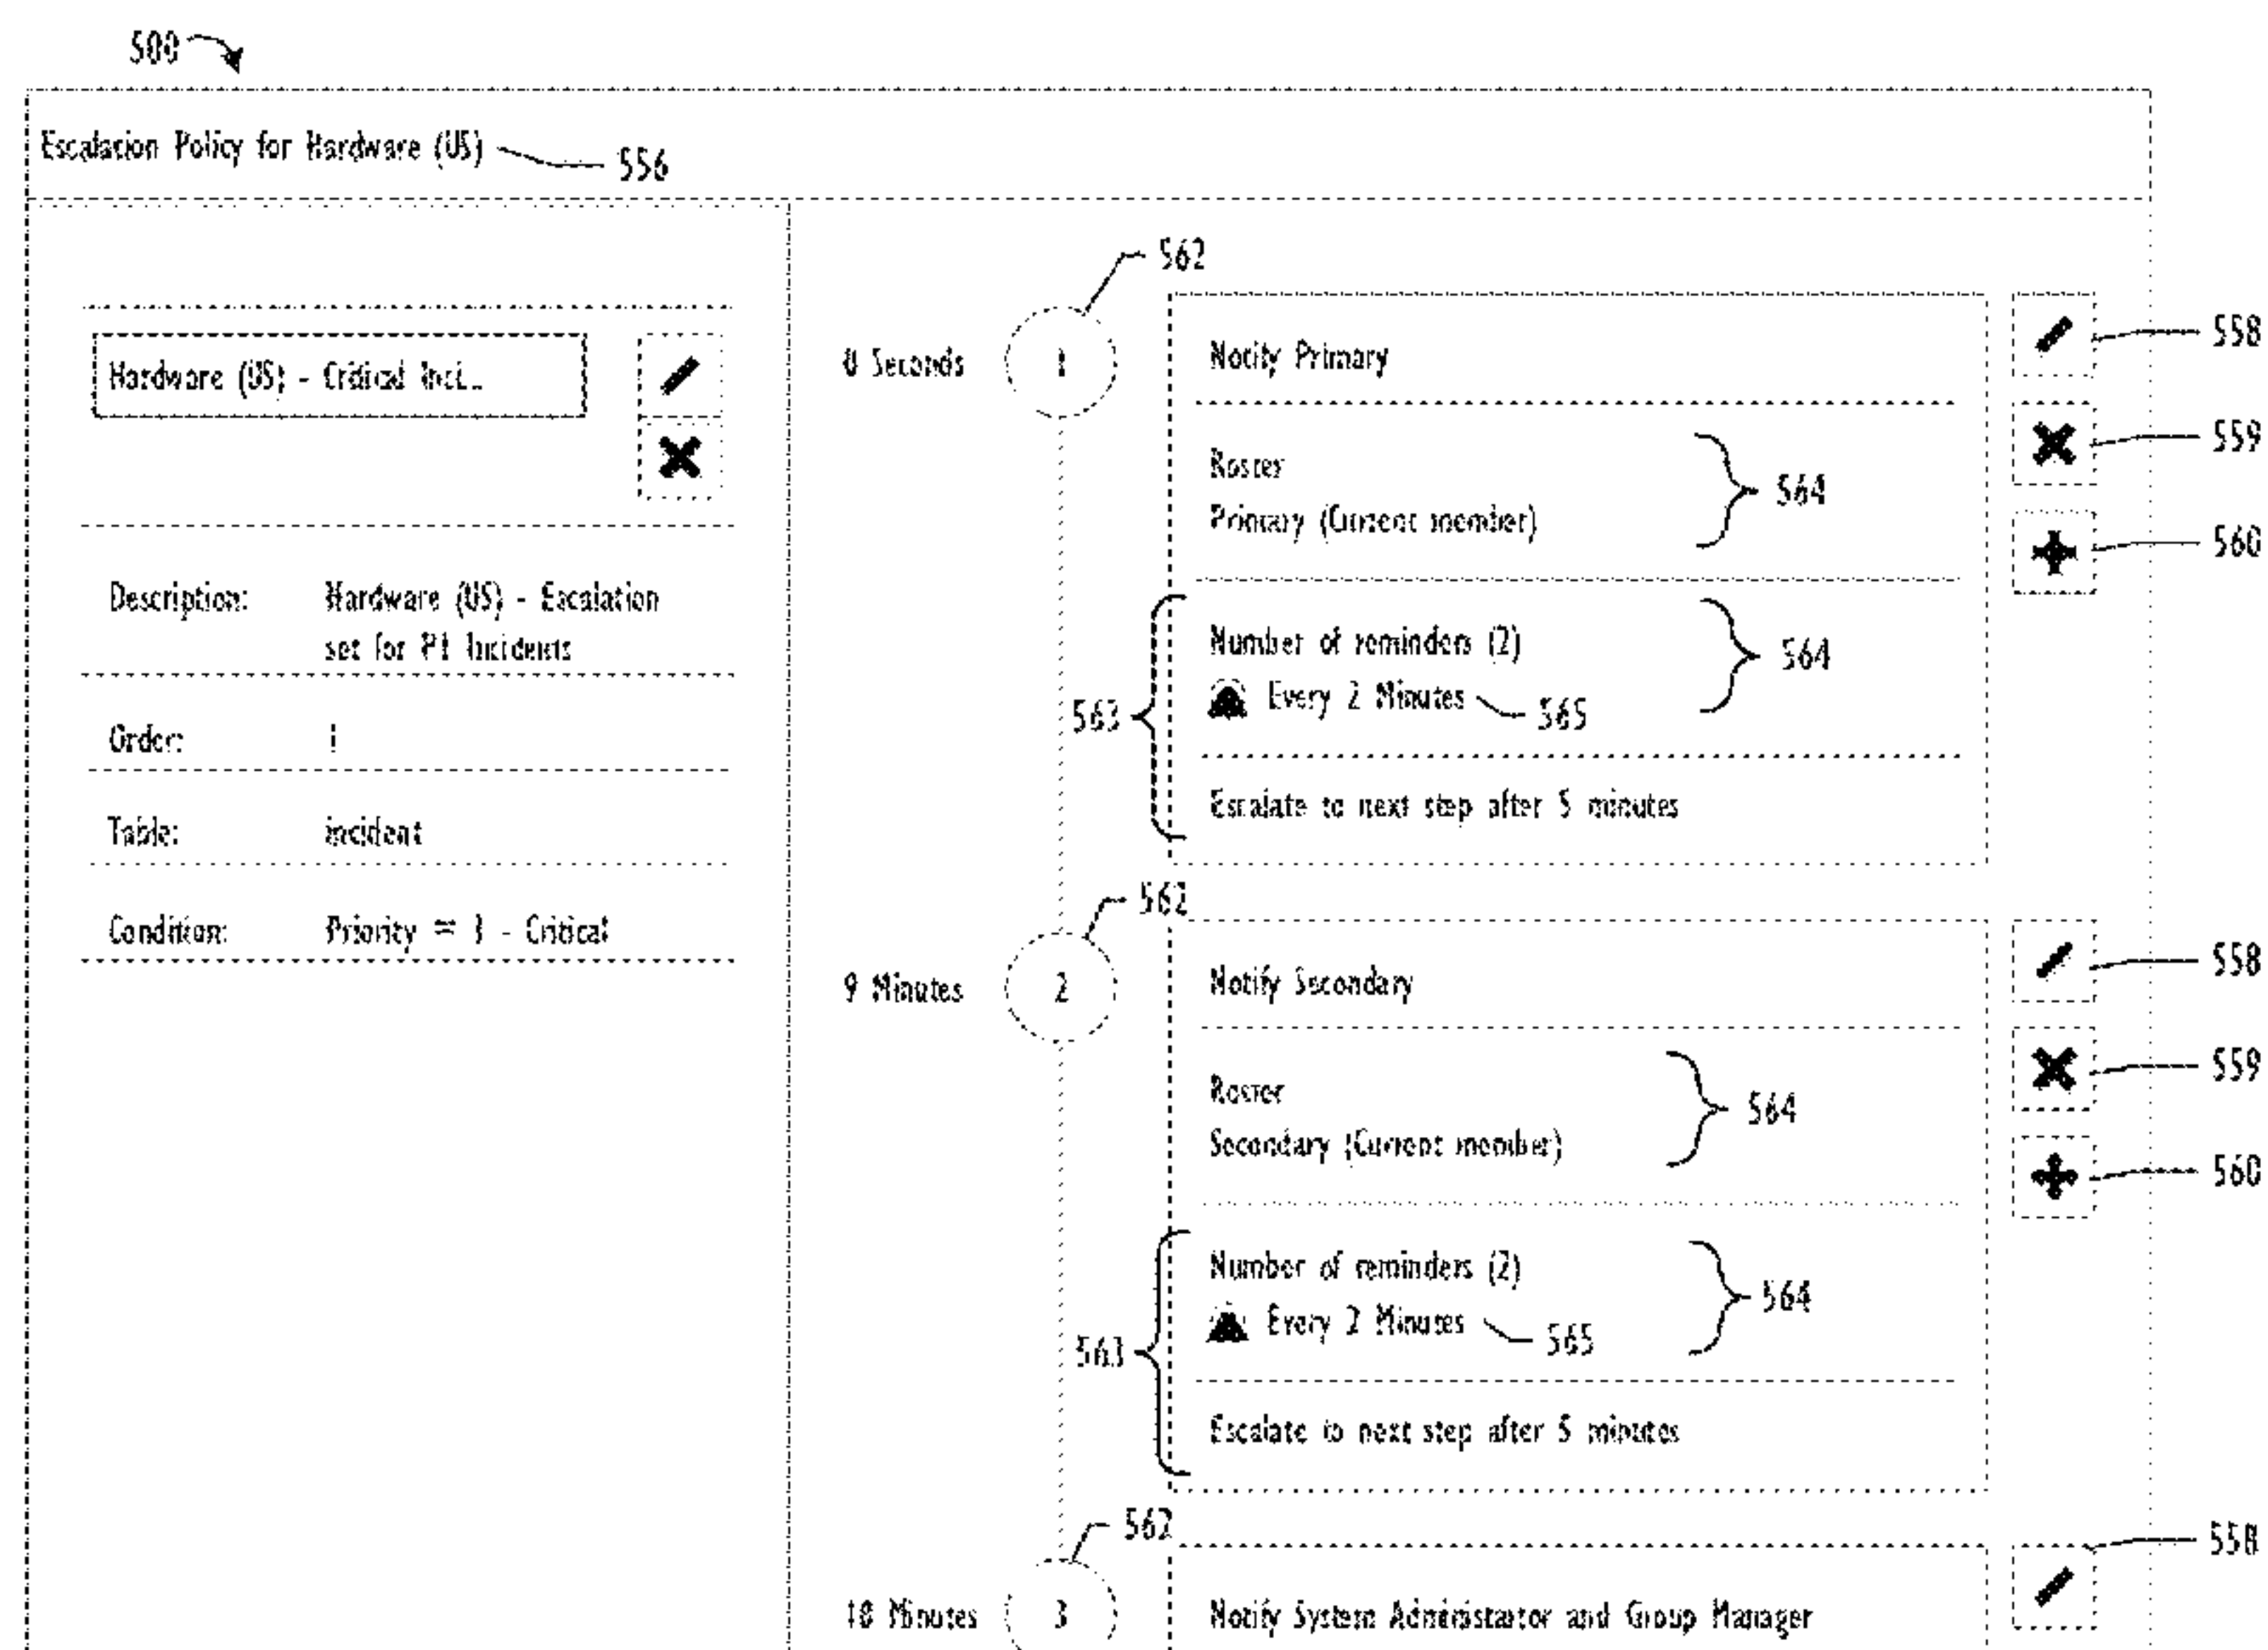 500
Escalation Policy for Hardware (US)
556
Hardware (US) - Critical Inci...
Description: Hardware (US) - Escalation
set for P1 Incidents
Order: 1
Table: incident
Condition: Priority = 1 - Critical
562
0 Seconds
1
Notify Primary
558
Roster
Primary (Current member)
564
559
560
563
Number of reminders (2)
Every 2 Minutes
565
564
Escalate to next step after 5 minutes
562
9 Minutes
2
Notify Secondary
558
Roster
Secondary (Current member)
564
559
560
563
Number of reminders (2)
Every 2 Minutes
565
564
Escalate to next step after 5 minutes
562
18 Minutes
3
Notify System Administartor and Group Manager
558